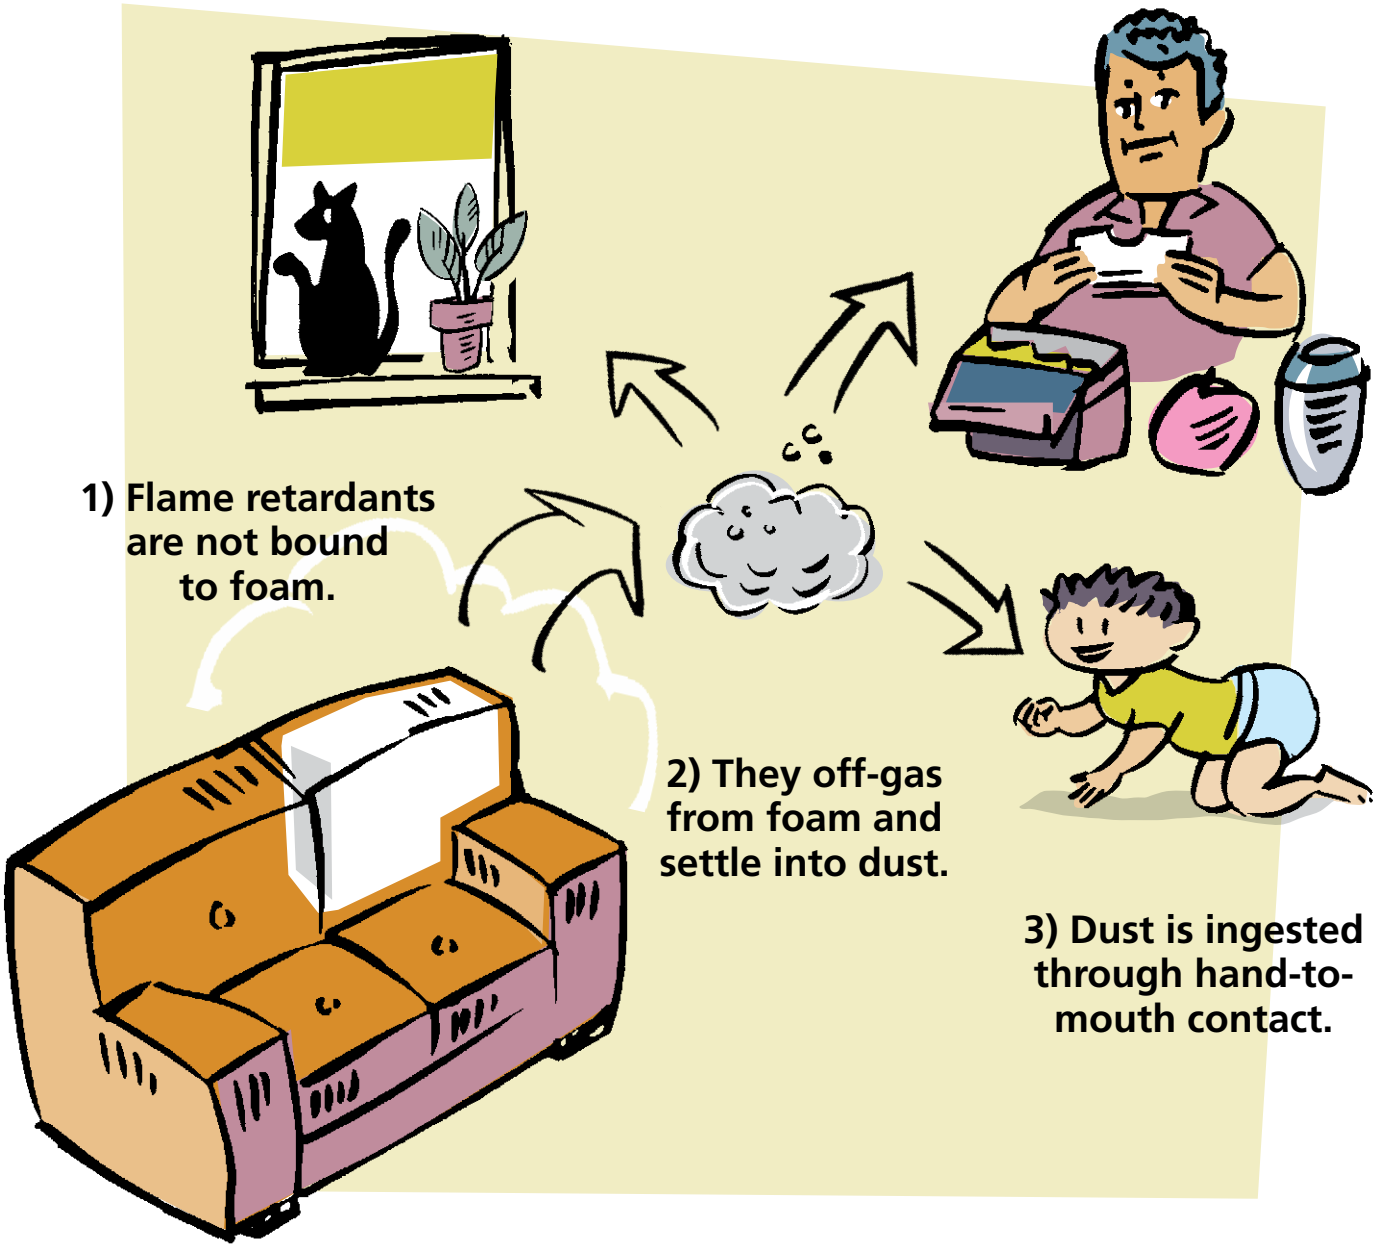 1) Flame retardants
are not bound
to foam.
2) They off-gas
from foam and
settle into dust.
3) Dust is ingested
through hand-to-
mouth contact.